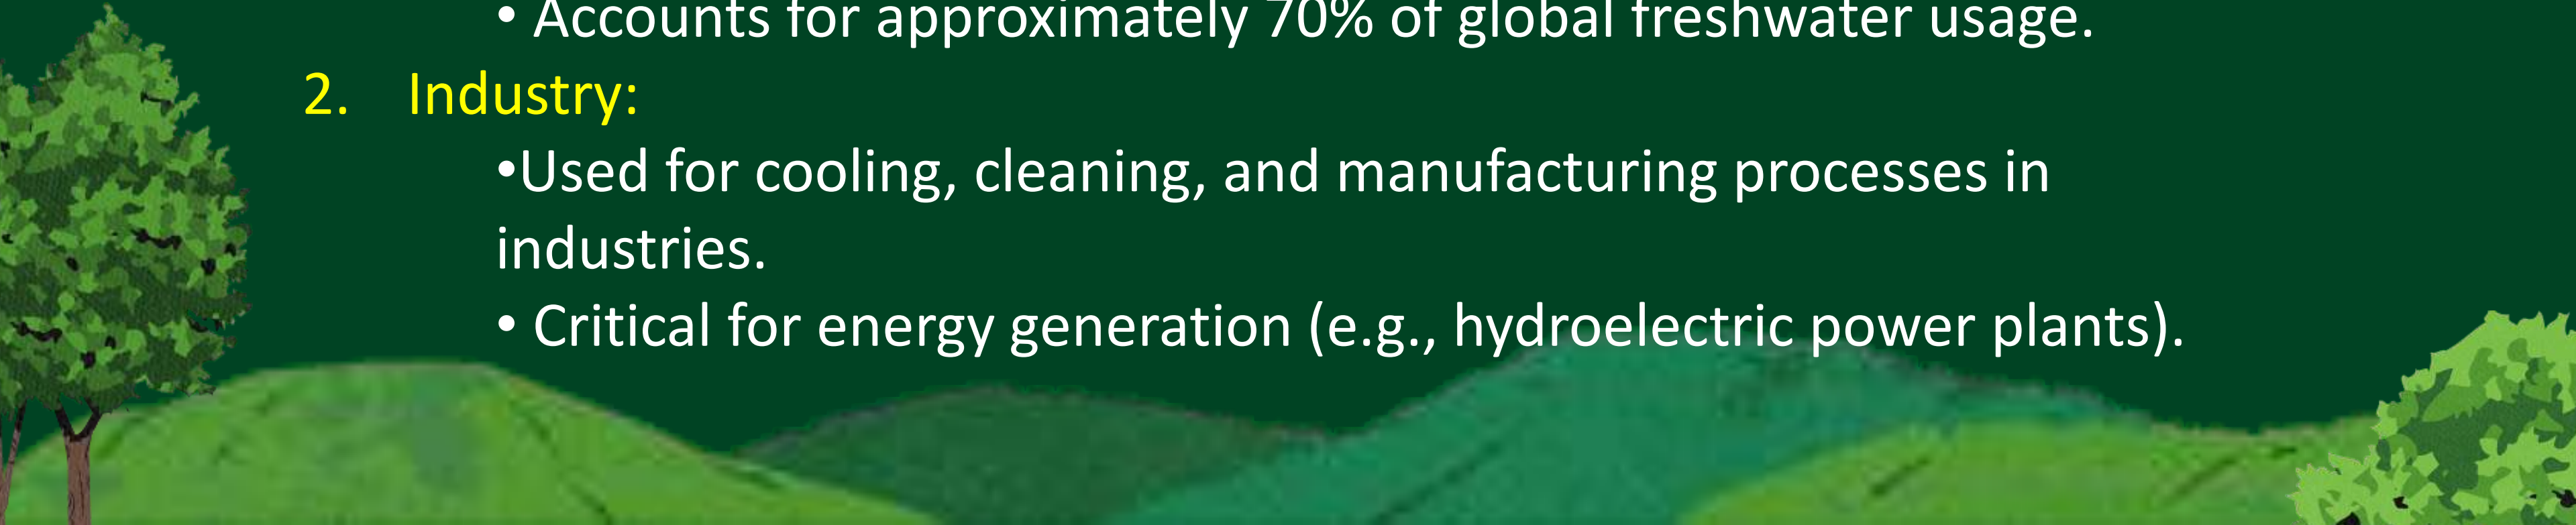 • Accounts for approximately 70% of global freshwater usage.
2. Industry:
•Used for cooling, cleaning, and manufacturing processes in
industries.
• Critical for energy generation (e.g., hydroelectric power plants).